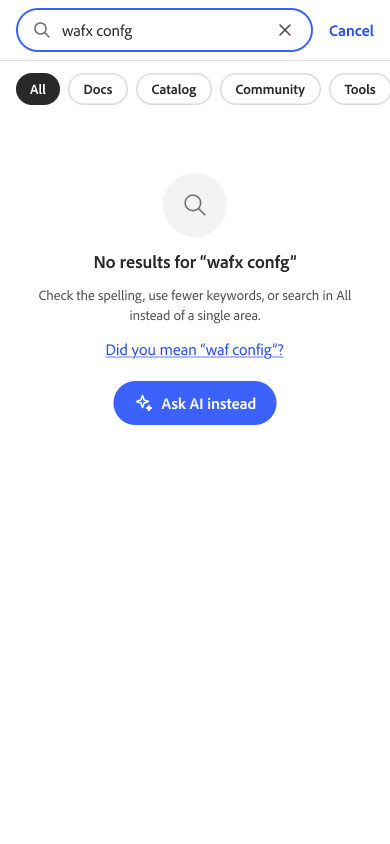 wafx confg
Cancel
All
Docs
Catalog
Community
Tools
No results for “wafx confg”
Check the spelling, use fewer keywords, or search in All
instead of a single area.
Did you mean “waf config”?
Ask AI instead